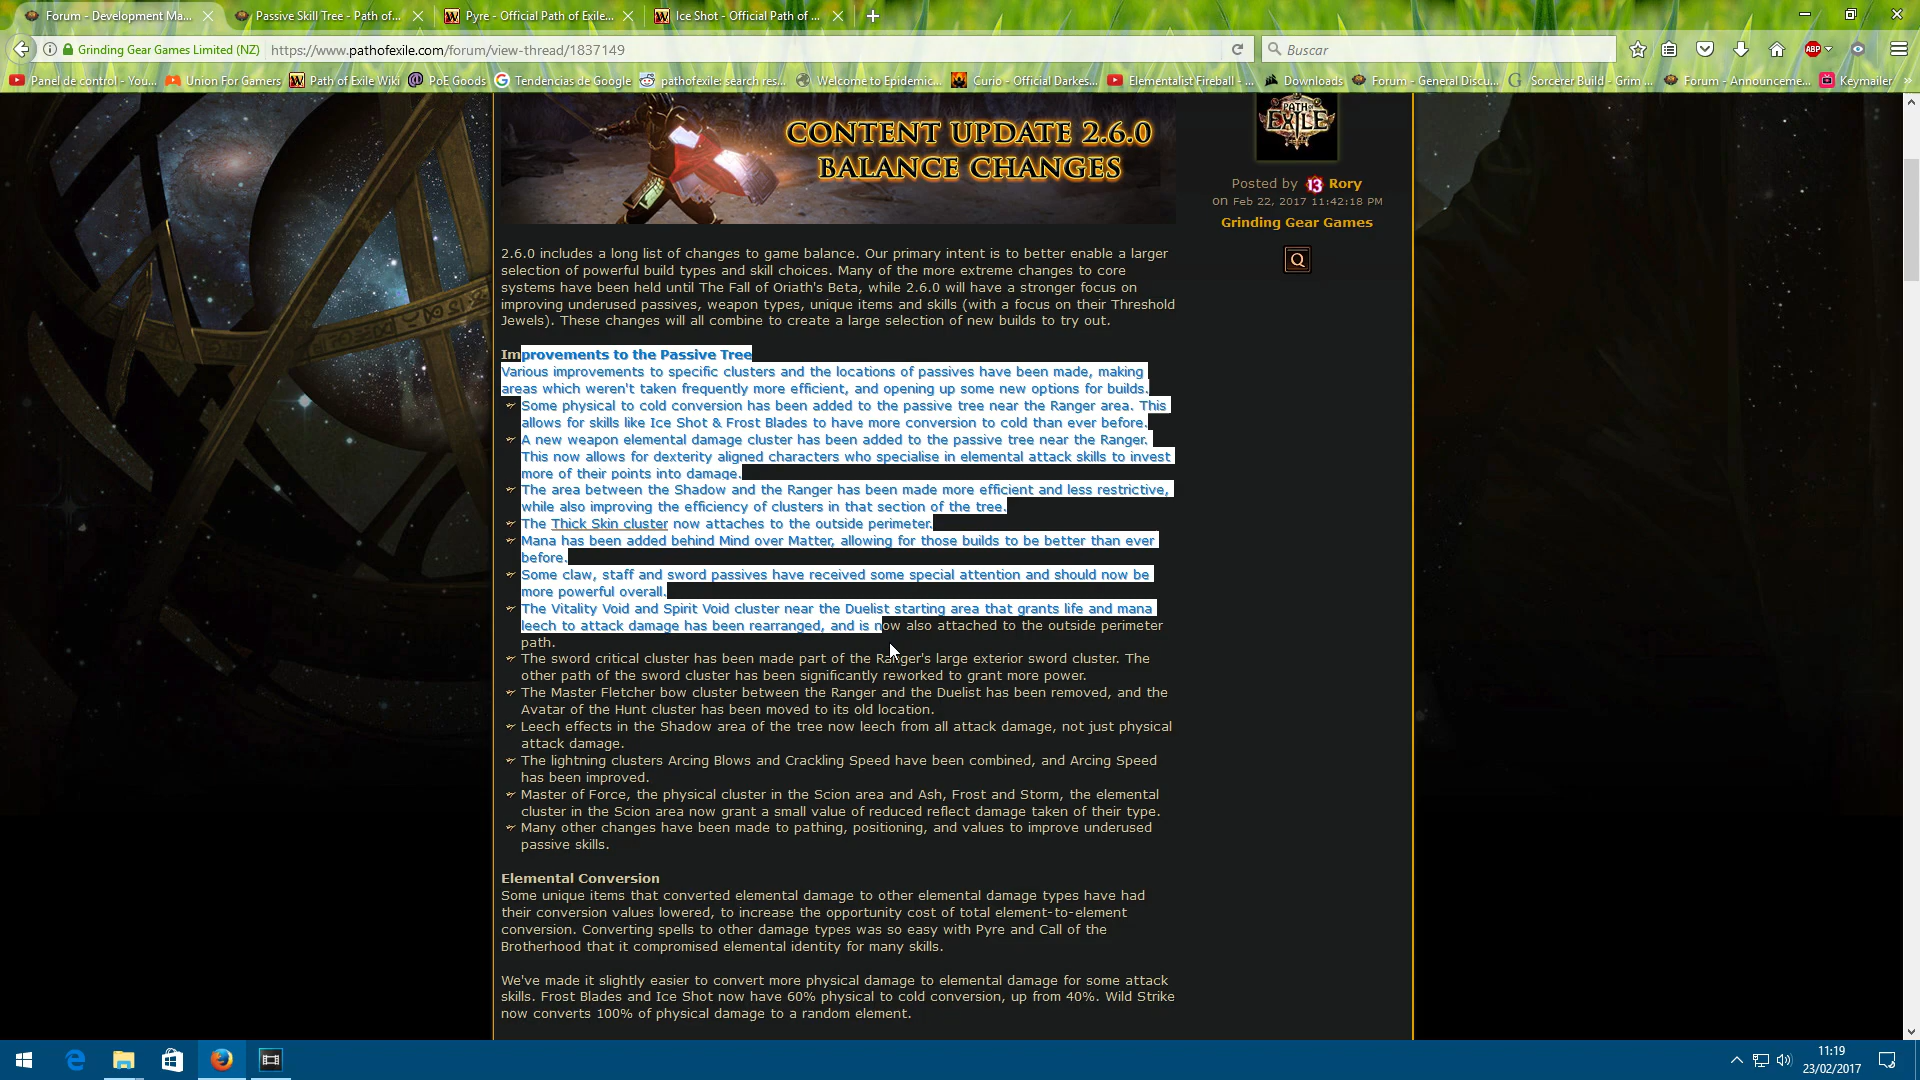 Forum - Development Ma...
Passive Skill Tree - Path of...
Pyre - Official Path of Exile...
Ice Shot - Official Path of ...
Grinding Gear Games Limited (NZ)
https://www.pathofexile.com/forum/view-thread/1837149
Buscar
ABP
Panel de control - You...
Union For Gamers
Path of Exile Wiki
PoE Goods
Tendencias de Google
pathofexile: search res...
Welcome to Epidemic...
Curio - Official Darkes...
Elementalist Fireball - ...
Downloads
Forum - General Discu...
Sorcerer Build - Grim ...
Forum - Announceme...
Keymailer
CONTENT UPDATE 2.6.0
BALANCE CHANGES
PATH OF
EXILE
Posted by 13 Rory
on Feb 22, 2017 11:42:18 PM
Grinding Gear Games
Q
2.6.0 includes a long list of changes to game balance. Our primary intent is to better enable a larger
selection of powerful build types and skill choices. Many of the more extreme changes to core
systems have been held until The Fall of Oriath's Beta, while 2.6.0 will have a stronger focus on
improving underused passives, weapon types, unique items and skills (with a focus on their Threshold
Jewels). These changes will all combine to create a large selection of new builds to try out.
Improvements to the Passive Tree
Various improvements to specific clusters and the locations of passives have been made, making
areas which weren't taken frequently more efficient, and opening up some new options for builds.
Some physical to cold conversion has been added to the passive tree near the Ranger area. This
allows for skills like Ice Shot & Frost Blades to have more conversion to cold than ever before.
A new weapon elemental damage cluster has been added to the passive tree near the Ranger.
This now allows for dexterity aligned characters who specialise in elemental attack skills to invest
more of their points into damage.
The area between the Shadow and the Ranger has been made more efficient and less restrictive,
while also improving the efficiency of clusters in that section of the tree.
The Thick Skin cluster now attaches to the outside perimeter.
Mana has been added behind Mind over Matter, allowing for those builds to be better than ever
before.
Some claw, staff and sword passives have received some special attention and should now be
more powerful overall.
The Vitality Void and Spirit Void cluster near the Duelist starting area that grants life and mana
leech to attack damage has been rearranged, and is now also attached to the outside perimeter
path.
The sword critical cluster has been made part of the Ranger's large exterior sword cluster. The
other path of the sword cluster has been significantly reworked to grant more power.
The Master Fletcher bow cluster between the Ranger and the Duelist has been removed, and the
Avatar of the Hunt cluster has been moved to its old location.
Leech effects in the Shadow area of the tree now leech from all attack damage, not just physical
attack damage.
The lightning clusters Arcing Blows and Crackling Speed have been combined, and Arcing Speed
has been improved.
Master of Force, the physical cluster in the Scion area and Ash, Frost and Storm, the elemental
cluster in the Scion area now grant a small value of reduced reflect damage taken of their type.
Many other changes have been made to pathing, positioning, and values to improve underused
passive skills.
Elemental Conversion
Some unique items that converted elemental damage to other elemental damage types have had
their conversion values lowered, to increase the opportunity cost of total element-to-element
conversion. Converting spells to other damage types was so easy with Pyre and Call of the
Brotherhood that it compromised elemental identity for many skills.
We've made it slightly easier to convert more physical damage to elemental damage for some attack
skills. Frost Blades and Ice Shot now have 60% physical to cold conversion, up from 40%. Wild Strike
now converts 100% of physical damage to a random element.
11:19
23/02/2017